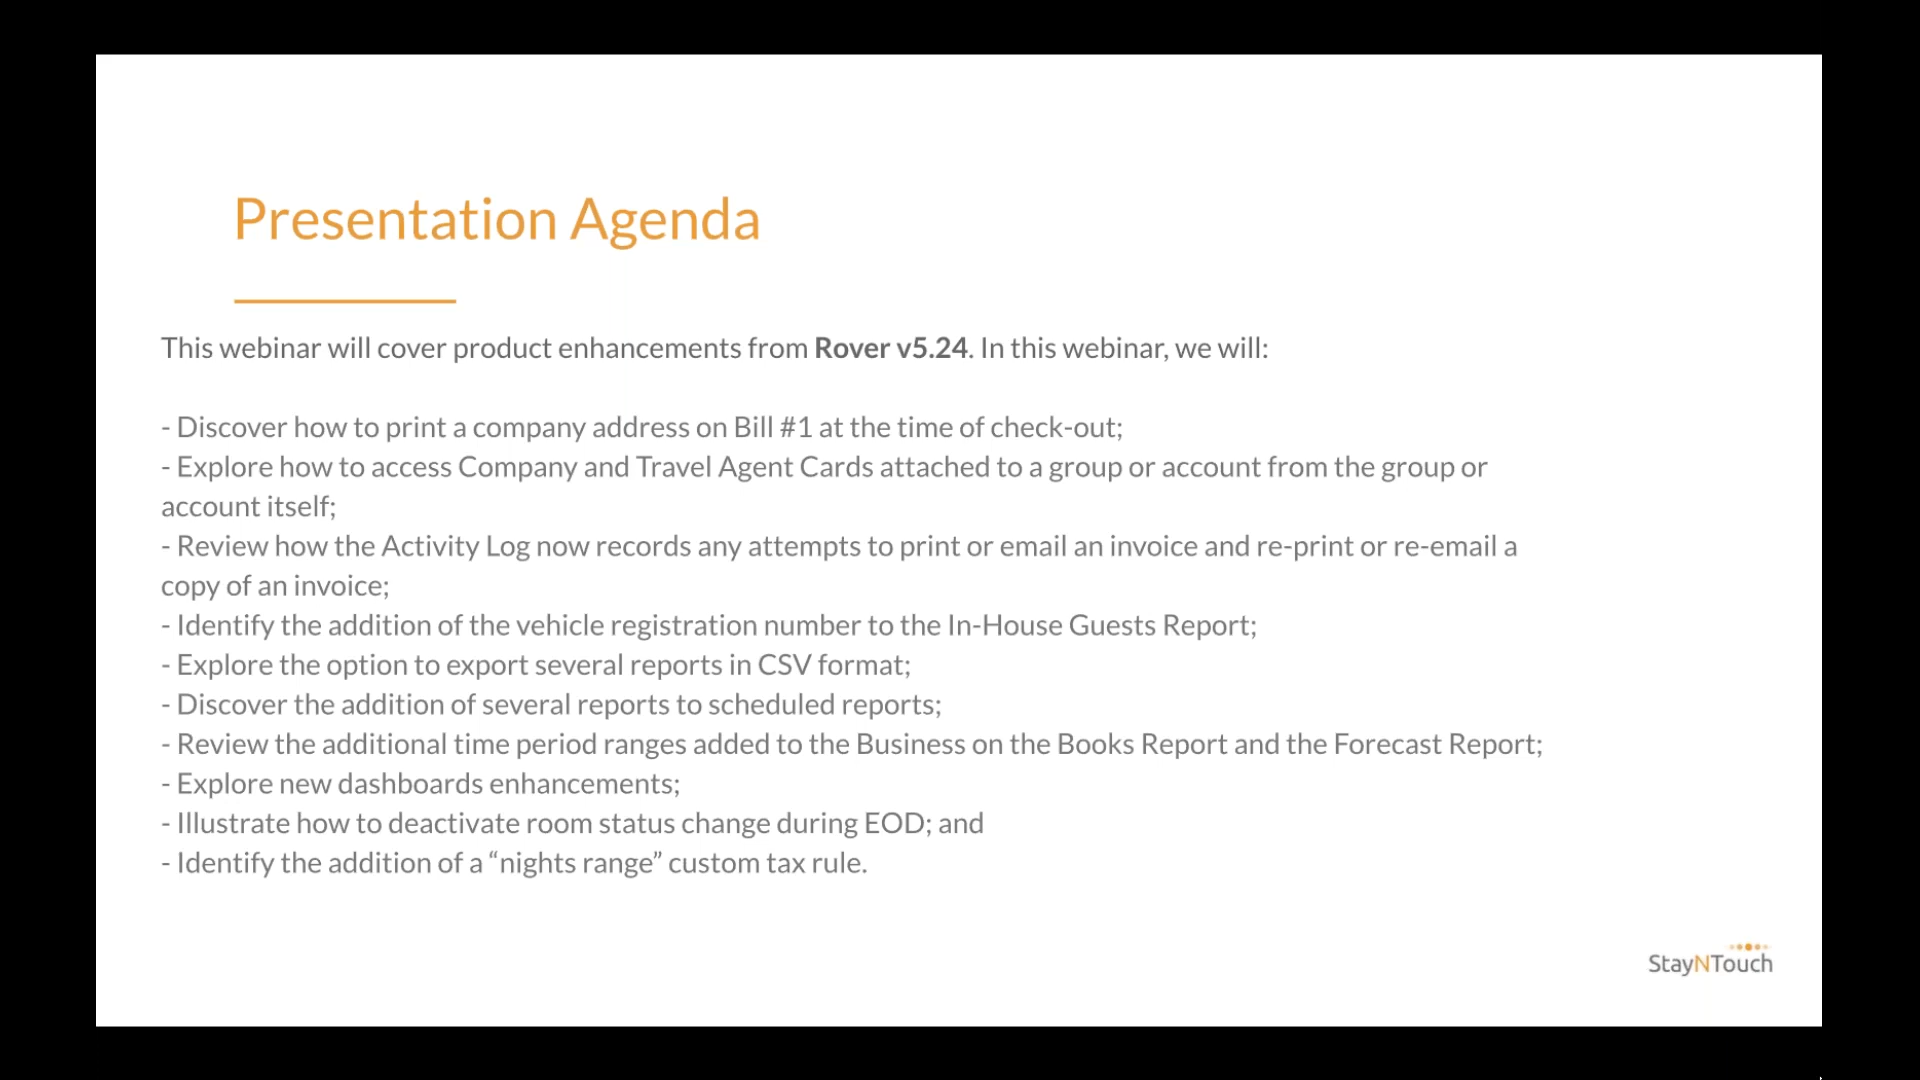 Presentation Agenda
This webinar will cover product enhancements from Rover v5.24. In this webinar, we will:
- Discover how to print a company address on Bill #1 at the time of check-out;
- Explore how to access Company and Travel Agent Cards attached to a group or account from the group or
account itself;
- Review how the Activity Log now records any attempts to print or email an invoice and re-print or re-email a
copy of an invoice;
- Identify the addition of the vehicle registration number to the In-House Guests Report;
- Explore the option to export several reports in CSV format;
- Discover the addition of several reports to scheduled reports;
- Review the additional time period ranges added to the Business on the Books Report and the Forecast Report;
- Explore new dashboards enhancements;
- Illustrate how to deactivate room status change during EOD; and
- Identify the addition of a “nights range” custom tax rule.
StayNTouch